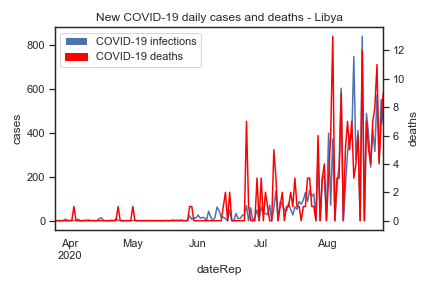 New COVID-19 daily cases and deaths - Libya
COVID-19 infections
COVID-19 deaths
800
600
400
200
0
cases
12
10
8
6
4
2
0
deaths
Apr
2020
May
Jun
Jul
Aug
dateRep